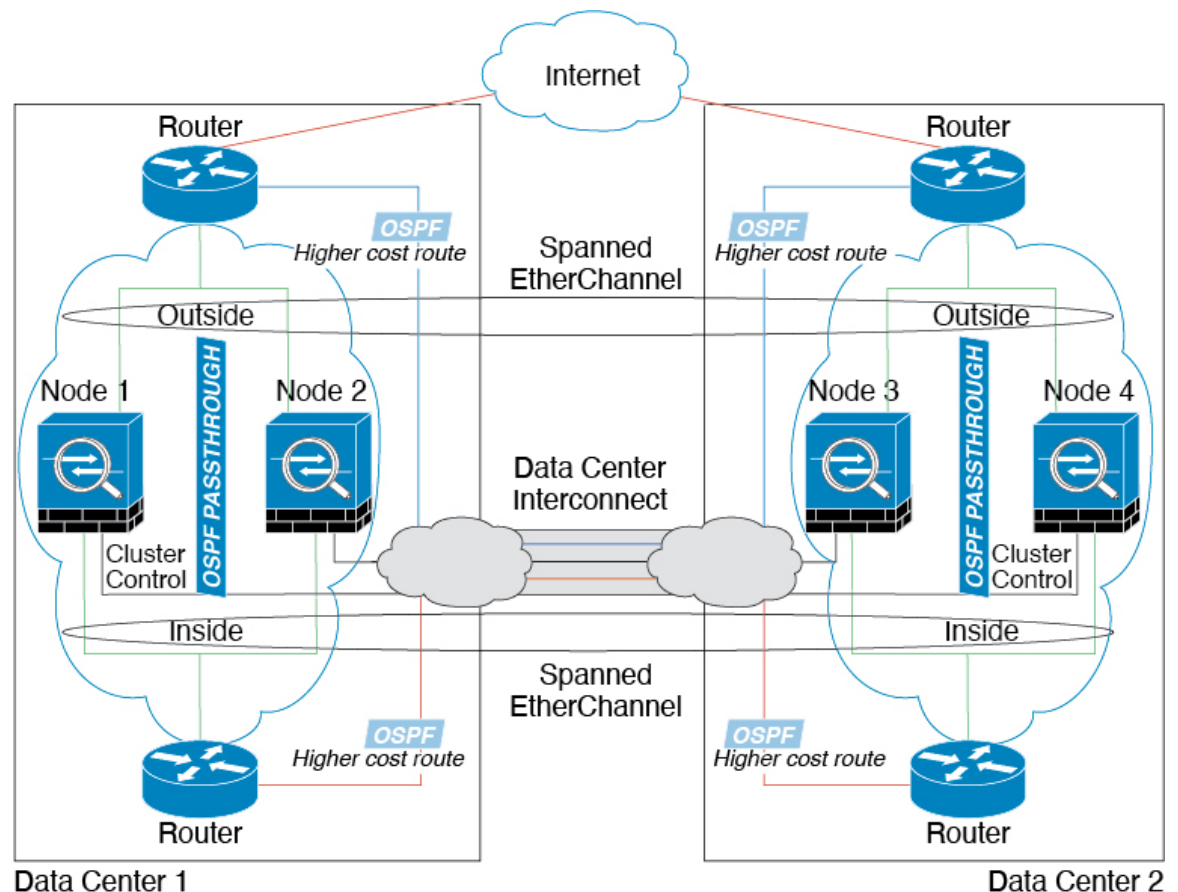 Internet
Router
Router
OSPF
Higher cost route
OSPF
Higher cost route
Spanned
EtherChannel
Outside
Outside
Node 1
Node 2
Node 3
Node 4
OSPF PASSTHROUGH
OSPF PASSTHROUGH
Data Center
Interconnect
Cluster
Control
Cluster
Control
Inside
Inside
Spanned
EtherChannel
OSPF
Higher cost route
OSPF
Higher cost route
Router
Router
Data Center 1
Data Center 2